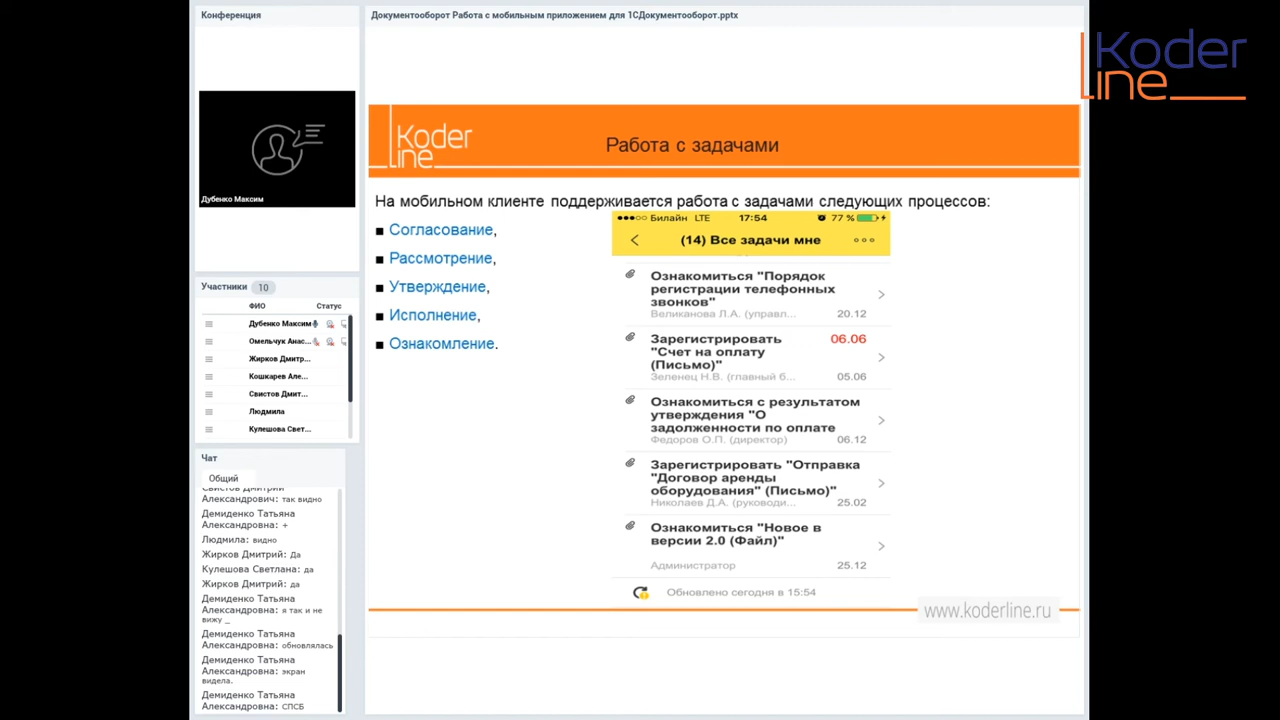 Конференция
Документооборот Работа с мобильным приложением для 1СДокументооборот.pptx
Koder
line
Дубенко Максим
Участники 10
ФИО Статус
Дубенко Максим
Омельчук Анас...
Жирков Дмитр...
Кошкарев Але...
Свистов Дмит...
Людмила
Кулешова Свет...
Чат
Общий
Свистов Дмитрий
Александрович: так видно
Демиденко Татьяна
Александровна: +
Людмила: видно
Жирков Дмитрий: Да
Кулешова Светлана: да
Жирков Дмитрий: да
Демиденко Татьяна
Александровна: я так и не
вижу _
Демиденко Татьяна
Александровна: обновлялась
Демиденко Татьяна
Александровна: экран
видела.
Демиденко Татьяна
Александровна: СПСБ
Koder
line
Работа с задачами
На мобильном клиенте поддерживается работа с задачами следующих процессов:
■ Согласование,
■ Рассмотрение,
■ Утверждение,
■ Исполнение,
■ Ознакомление.
Билайн LTE 17:54 77 %
(14) Все задачи мне
Ознакомиться "Порядок
регистрации телефонных
звонков"
Великанова Л.А. (управл... 20.12
Зарегистрировать 06.06
"Счет на оплату
(Письмо)"
Зеленец Н.В. (главный б... 05.06
Ознакомиться с результатом
утверждения "О
задолженности по оплате
Федоров О.П. (директор) 06.12
Зарегистрировать "Отправка
"Договор аренды
оборудования" (Письмо)"
Николаев Д.А. (руководи... 25.02
Ознакомиться "Новое в
версии 2.0 (Файл)"
Администратор 25.12
Обновлено сегодня в 15:54
www.koderline.ru